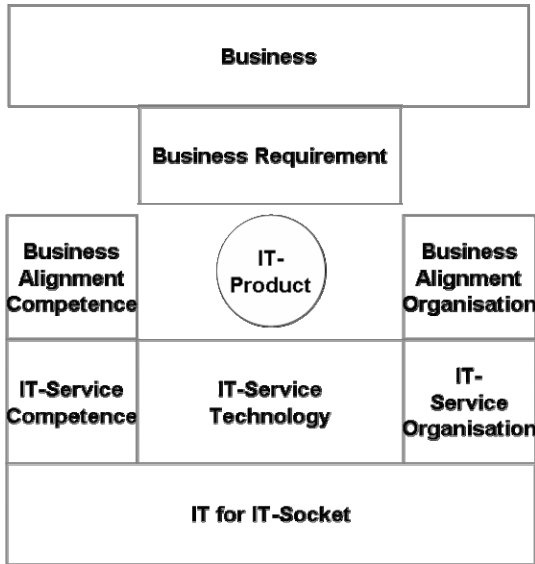 Business
Business Requirement
Business
Alignment
Competence
IT-
Product
Business
Alignment
Organisation
IT-Service
Competence
IT-Service
Technology
IT-
Service
Organisation
IT for IT-Socket